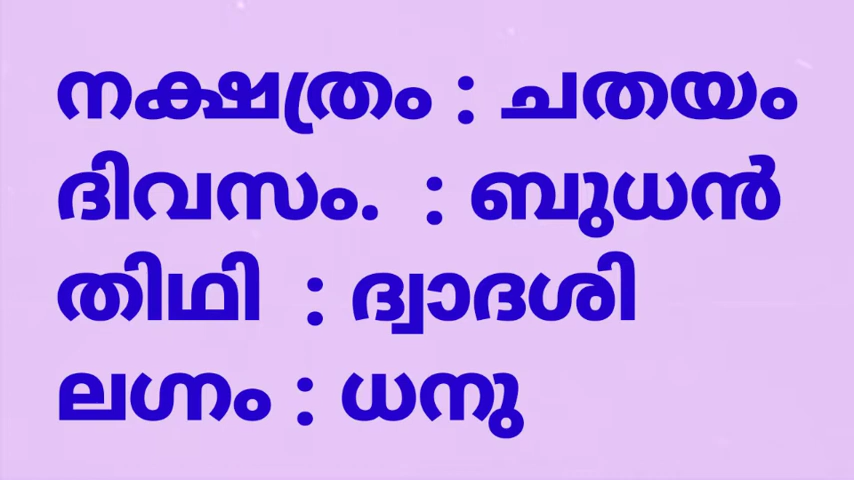 നക്ഷത്രം : ചതയം
ദിവസം. : ബുധൻ
തിഥി : ദ്വാദശി
ലഗ്നം : ധനു